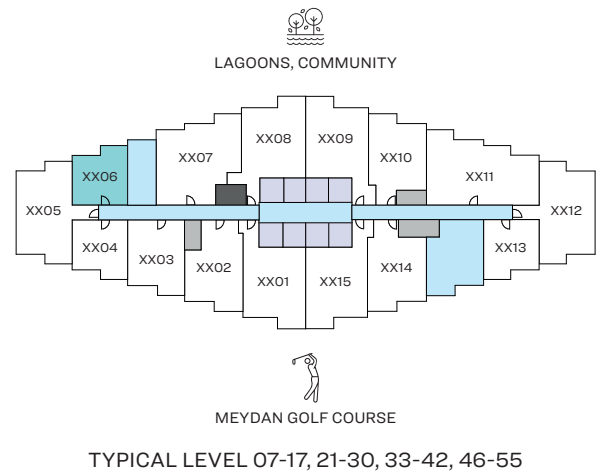 LAGOONS, COMMUNITY
XX08
XX09
XX07
XX10
XX06
XX11
XX05
XX12
XX04
XX03
XX02
XX01
XX15
XX14
XX13
MEYDAN GOLF COURSE
TYPICAL LEVEL 07-17, 21-30, 33-42, 46-55